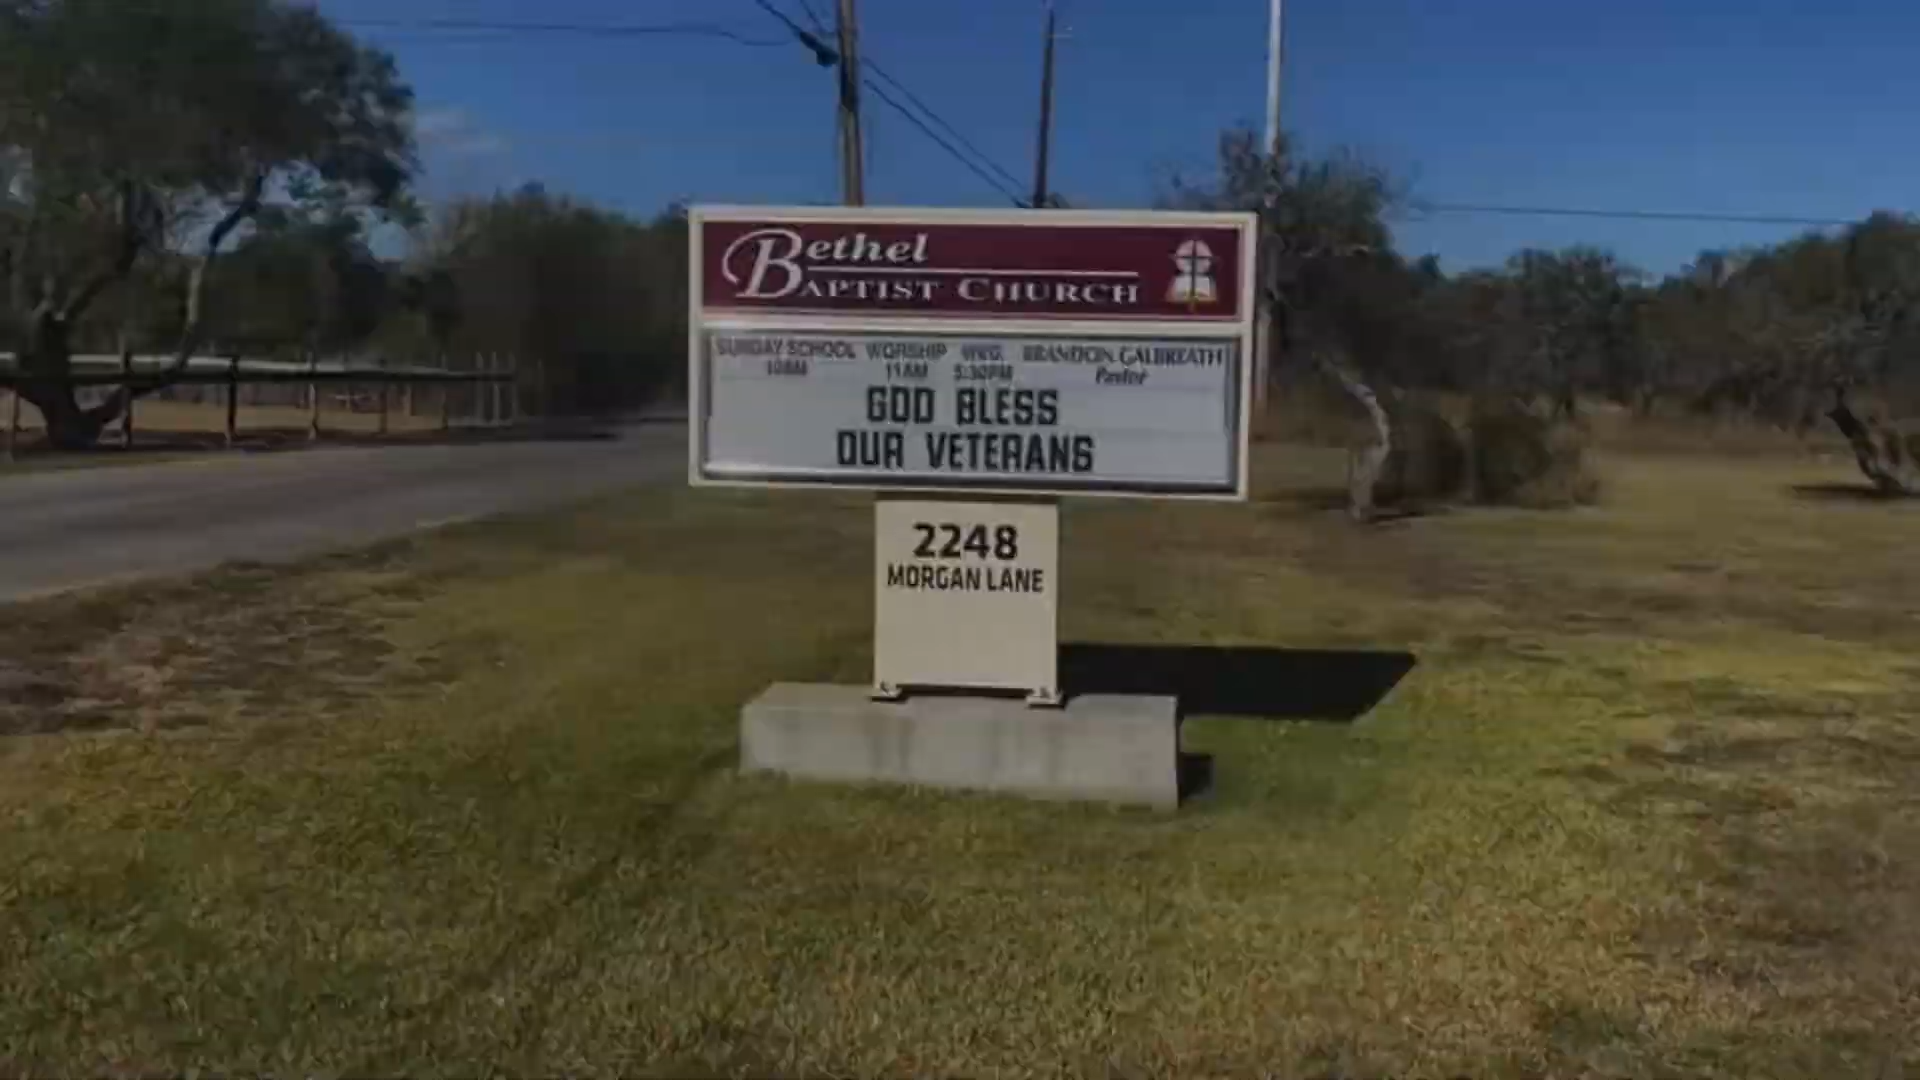 Bethel
BAPTIST CHURCH
SUNDAY SCHOOL WORSHIP WED. BRANDON GALBREATH
10AM 11AM 5:30PM Pastor
GOD BLESS
OUR VETERANS
2248
MORGAN LANE